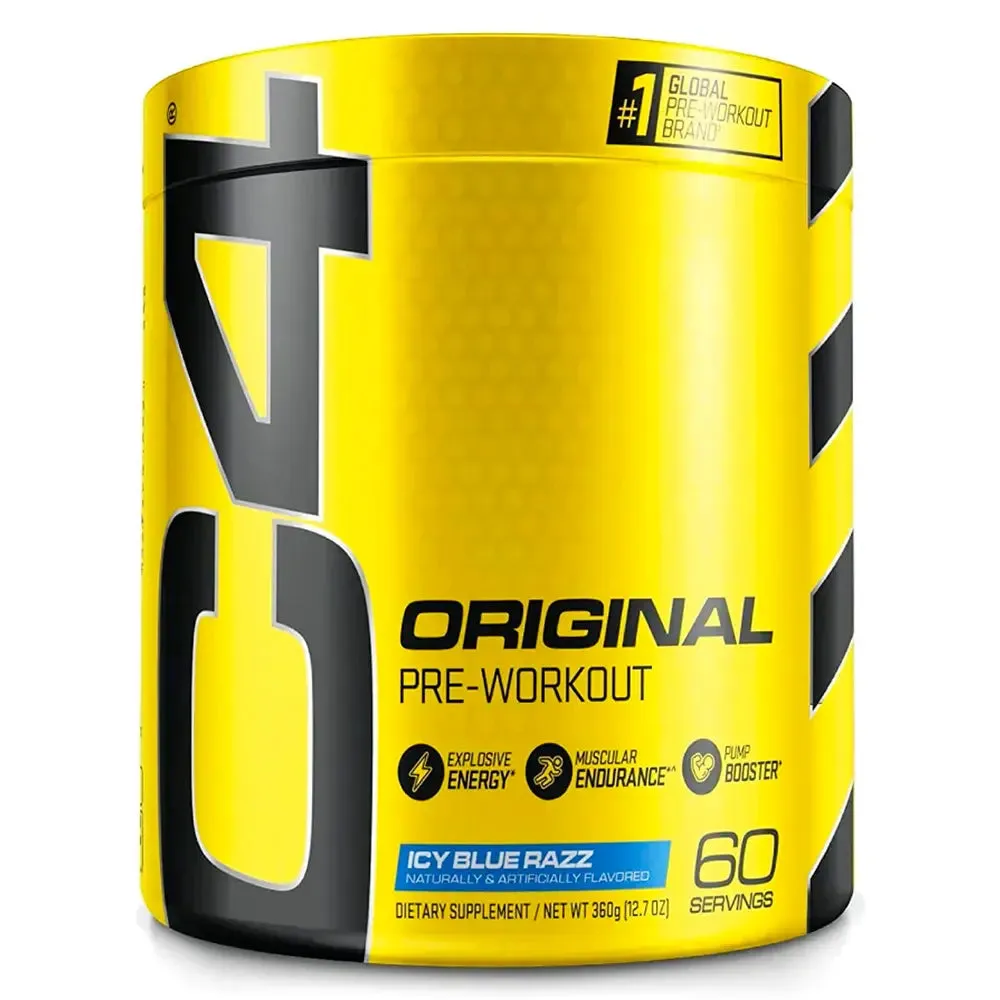 C4®
#1 GLOBAL
PRE-WORKOUT
BRAND◊
ORIGINAL
PRE-WORKOUT
EXPLOSIVE
ENERGY*
MUSCULAR
ENDURANCE*^
PUMP
BOOSTER*
ICY BLUE RAZZ
NATURALLY & ARTIFICIALLY FLAVORED
60
SERVINGS
DIETARY SUPPLEMENT / NET WT 360g (12.7 OZ)